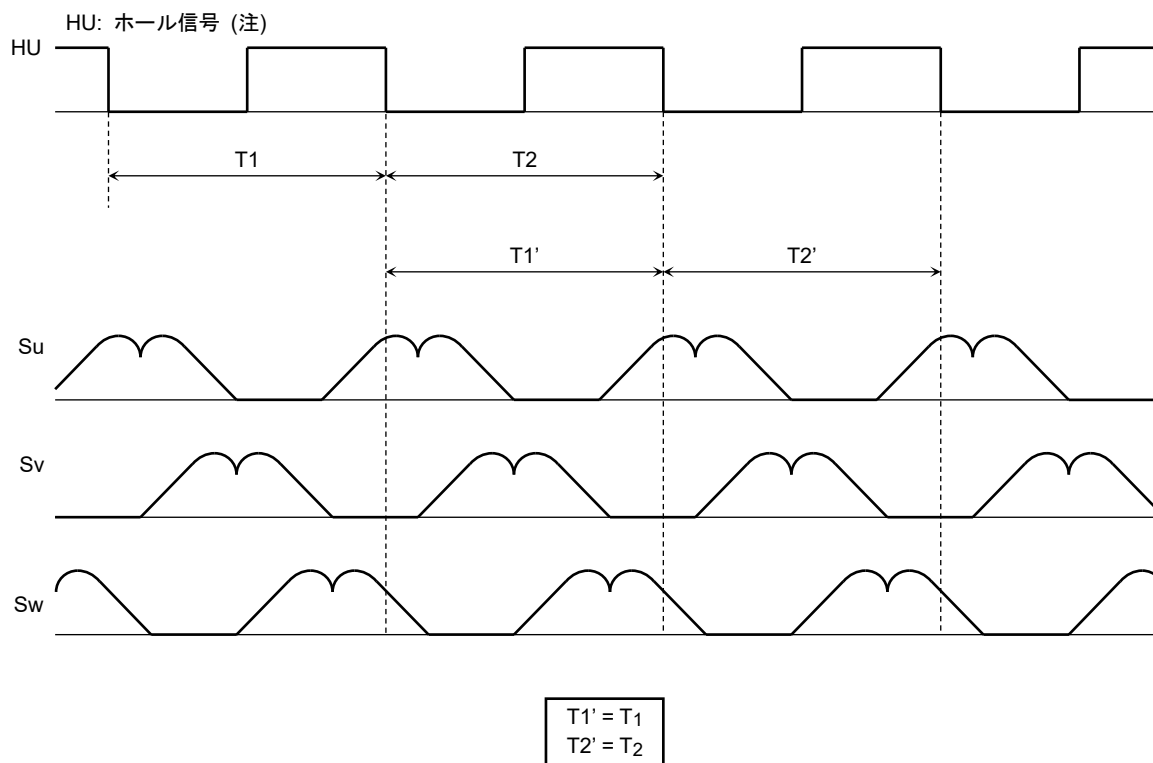 HU: ホール信号 (注)
HU
T1
T2
T1’
T2’
Su
Sv
Sw
T1’ = T1
T2’ = T2